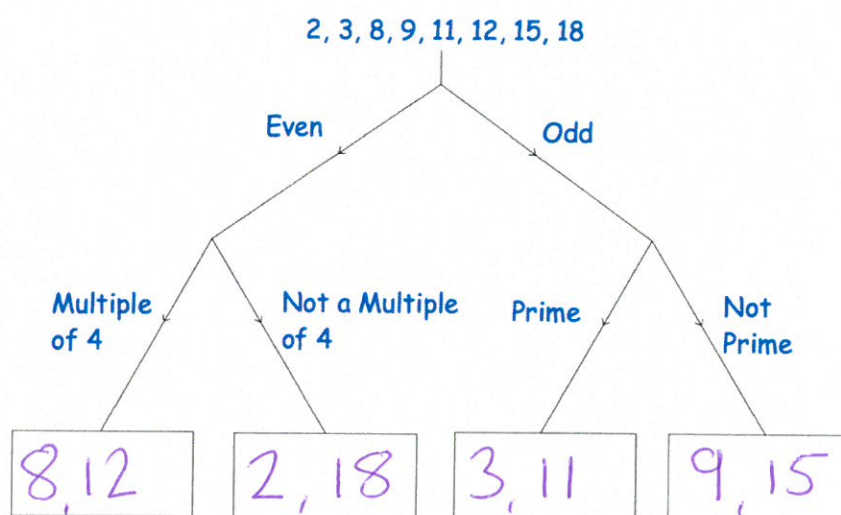 2, 3, 8, 9, 11, 12, 15, 18
Even
Odd
Multiple
of 4
Not a Multiple
of 4
Prime
Not
Prime
8, 12
2, 18
3, 11
9, 15